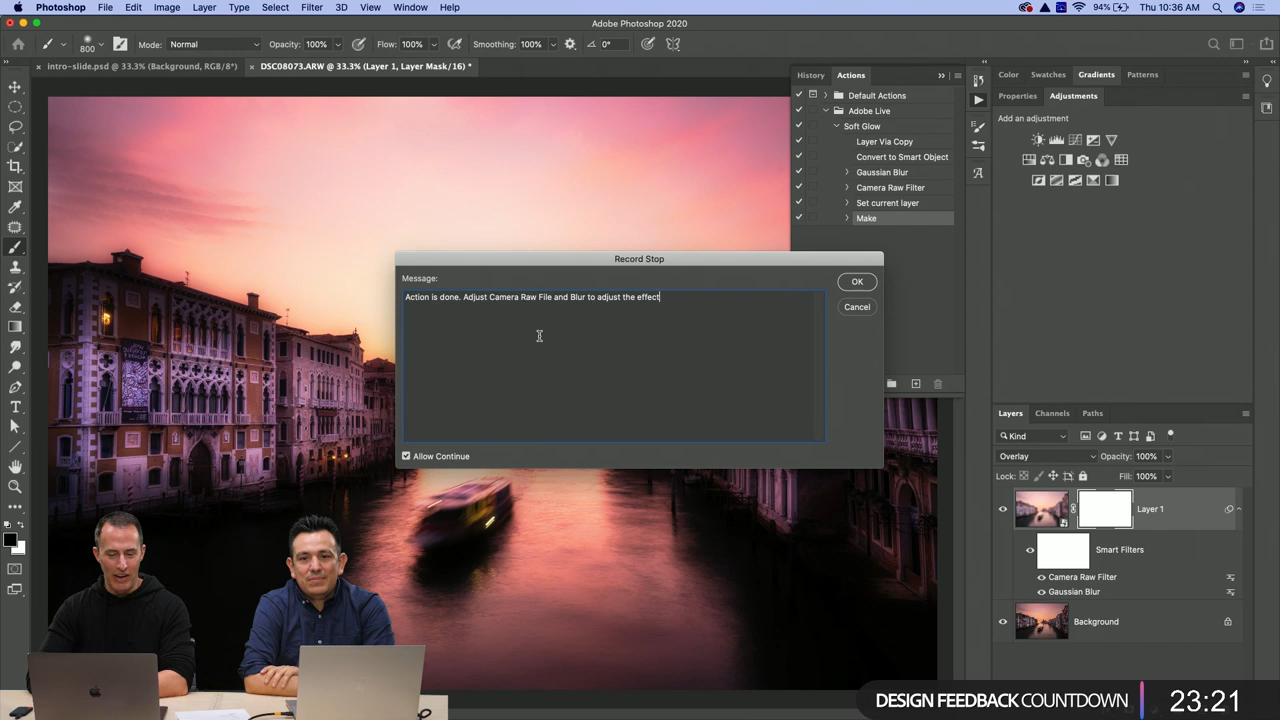 Photoshop File Edit Image Layer Type Select Filter 3D View Window Help 94% Thu 10:36 AM
Adobe Photoshop 2020
800 Mode: Normal Opacity: 100% Flow: 100% Smoothing: 100% 0°
intro-slide.psd @ 33.3% (Background, RGB/8*) DSC08073.ARW @ 33.3% (Layer 1, Layer Mask/16) *
History Actions
Color Swatches Gradients Patterns
Default Actions
Properties Adjustments
Adobe Live
Add an adjustment
Soft Glow
Layer Via Copy
Convert to Smart Object
Gaussian Blur
Camera Raw Filter
Set current layer
Make
Record Stop
Message:
OK
Action is done. Adjust Camera Raw File and Blur to adjust the effect
Cancel
Allow Continue
Layers Channels Paths
Kind
Overlay Opacity: 100%
Lock: Fill: 100%
Layer 1
Smart Filters
Camera Raw Filter
Gaussian Blur
Background
DESIGN FEEDBACK COUNTDOWN 23:21